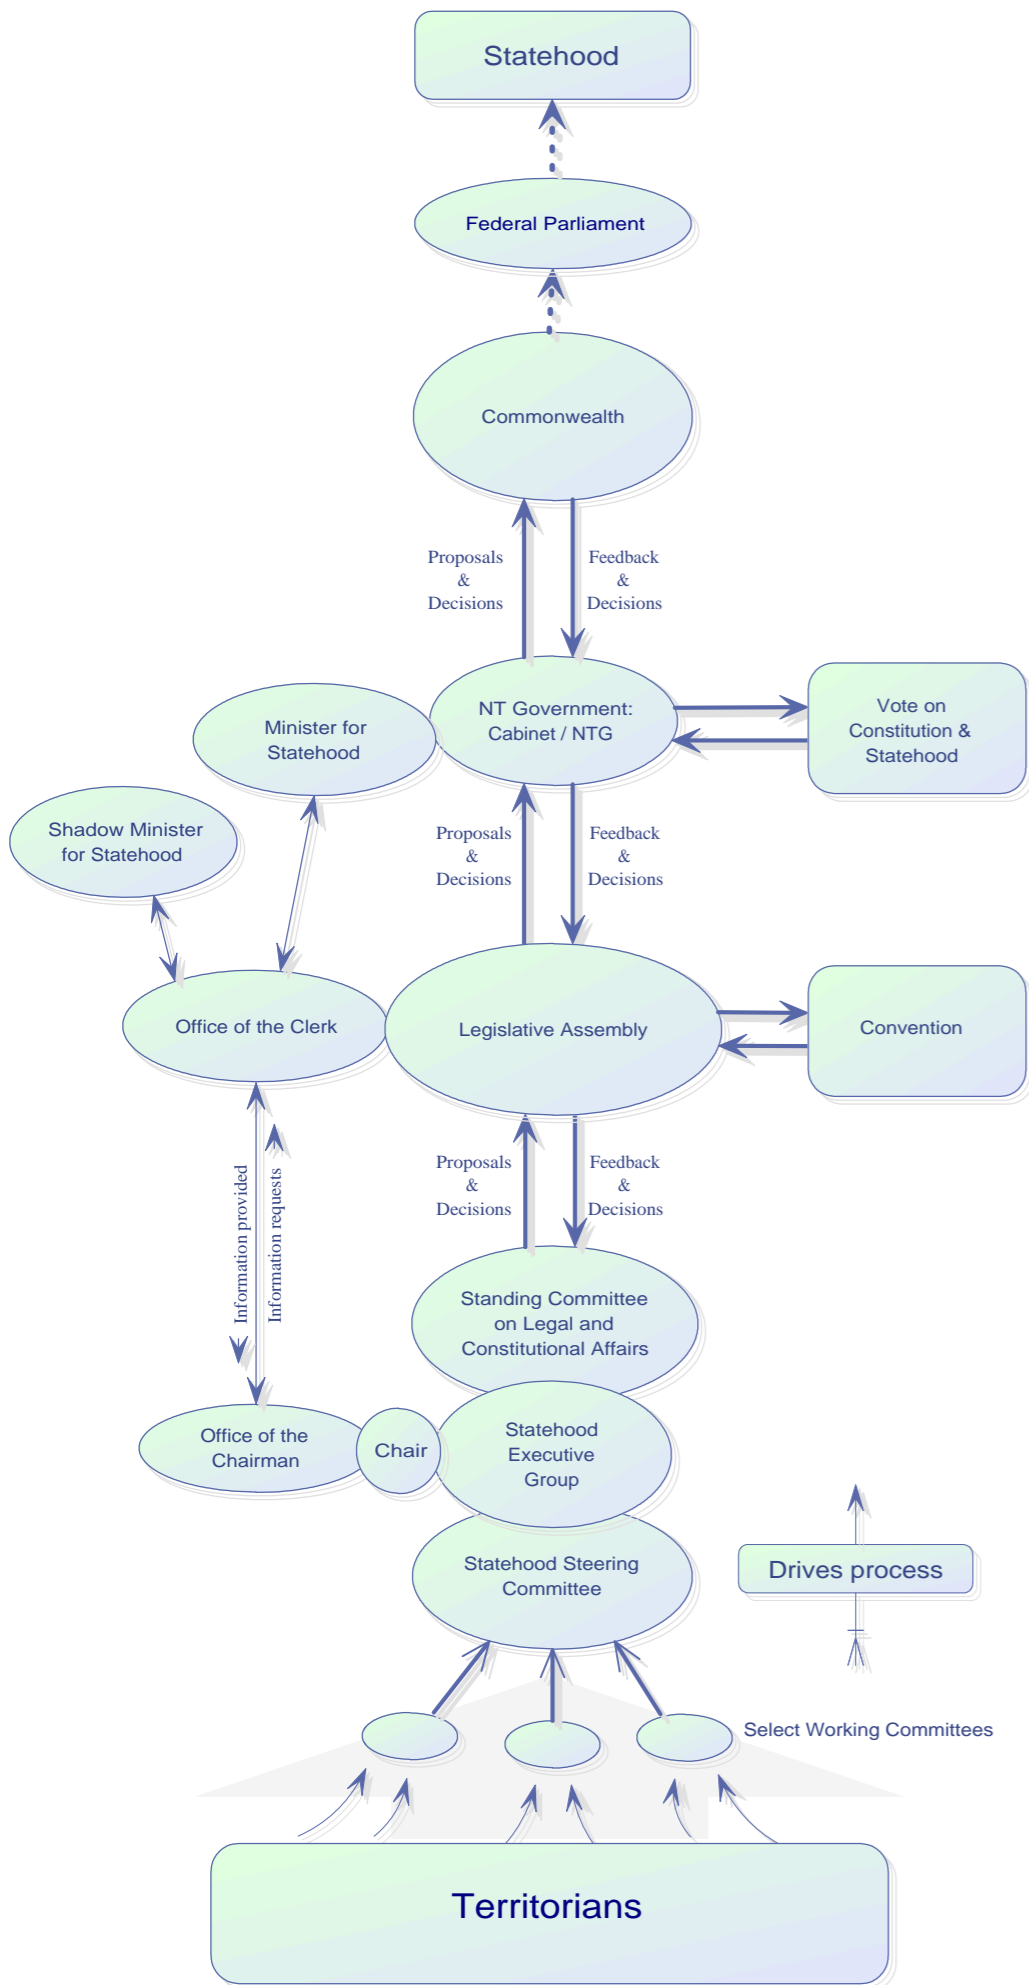 Statehood
Federal Parliament
Commonwealth
Proposals
&
Decisions
Feedback
&
Decisions
NT Government:
Cabinet / NTG
Minister for
Statehood
Vote on
Constitution &
Statehood
Shadow Minister
for Statehood
Proposals
&
Decisions
Feedback
&
Decisions
Office of the Clerk
Legislative Assembly
Convention
Information provided
Information requests
Proposals
&
Decisions
Feedback
&
Decisions
Standing Committee
on Legal and
Constitutional Affairs
Office of the
Chairman
Chair
Statehood
Executive
Group
Statehood Steering
Committee
Drives process
Select Working Committees
Territorians